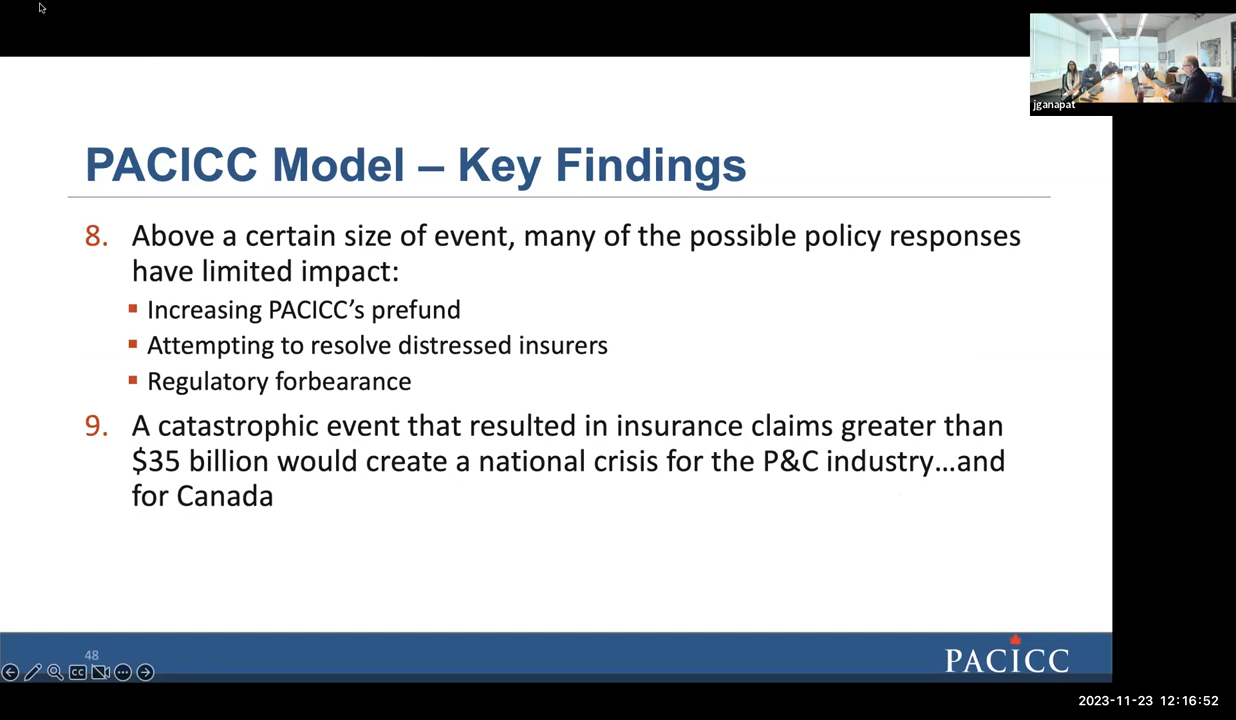 jganapat
PACICC Model – Key Findings
8. Above a certain size of event, many of the possible policy responses
have limited impact:
▪ Increasing PACICC’s prefund
▪ Attempting to resolve distressed insurers
▪ Regulatory forbearance
9. A catastrophic event that resulted in insurance claims greater than
$35 billion would create a national crisis for the P&C industry…and
for Canada
48
CC
PACICC
2023-11-23 12:16:52